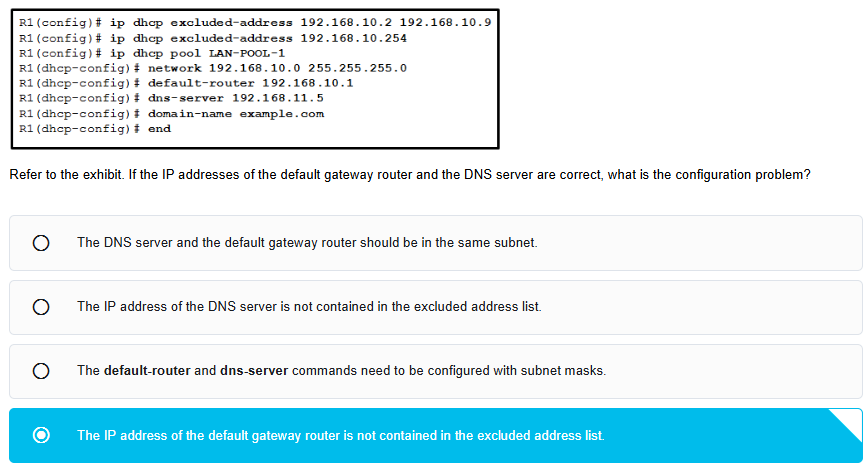 R1(config)# ip dhcp excluded-address 192.168.10.2 192.168.10.9
R1(config)# ip dhcp excluded-address 192.168.10.254
R1(config)# ip dhcp pool LAN-POOL-1
R1(dhcp-config)# network 192.168.10.0 255.255.255.0
R1(dhcp-config)# default-router 192.168.10.1
R1(dhcp-config)# dns-server 192.168.11.5
R1(dhcp-config)# domain-name example.com
R1(dhcp-config)# end
Refer to the exhibit. If the IP addresses of the default gateway router and the DNS server are correct, what is the configuration problem?
The DNS server and the default gateway router should be in the same subnet.
The IP address of the DNS server is not contained in the excluded address list.
The default-router and dns-server commands need to be configured with subnet masks.
The IP address of the default gateway router is not contained in the excluded address list.